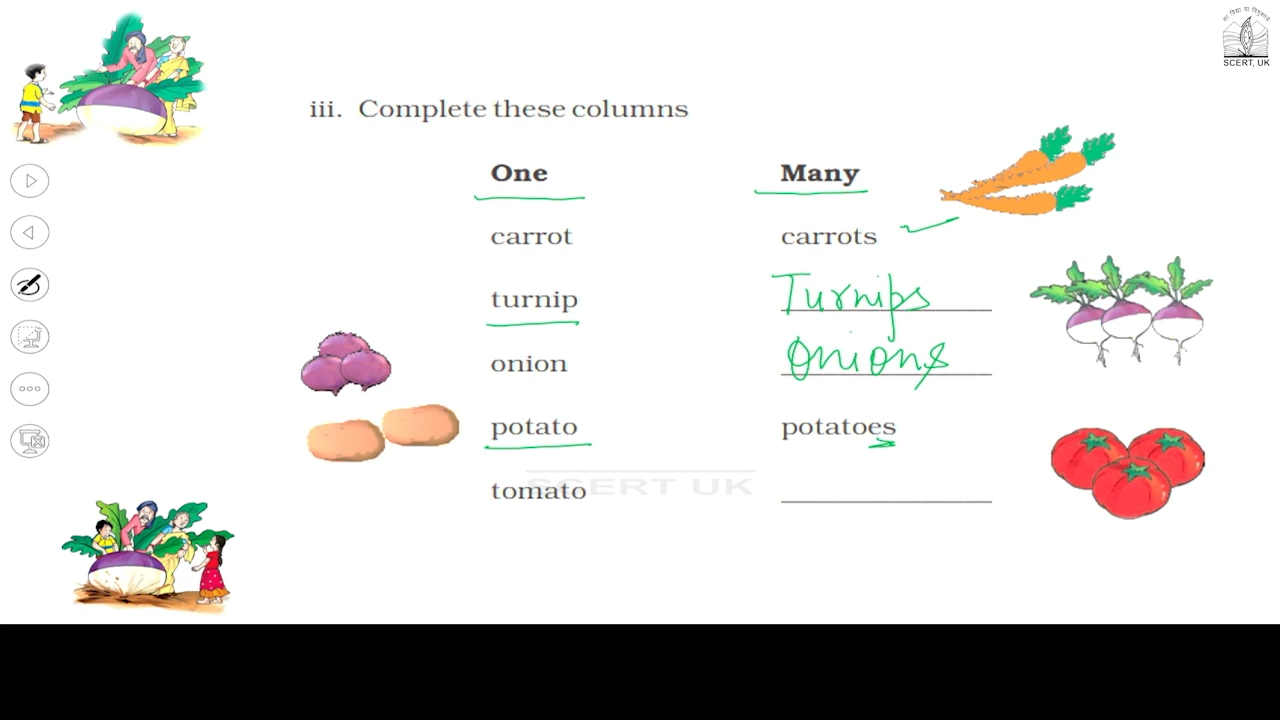 SCERT, UK
iii. Complete these columns
One Many
carrot carrots
turnip Turnips
onion Onions
potato potatoes
SCERT UK
tomato